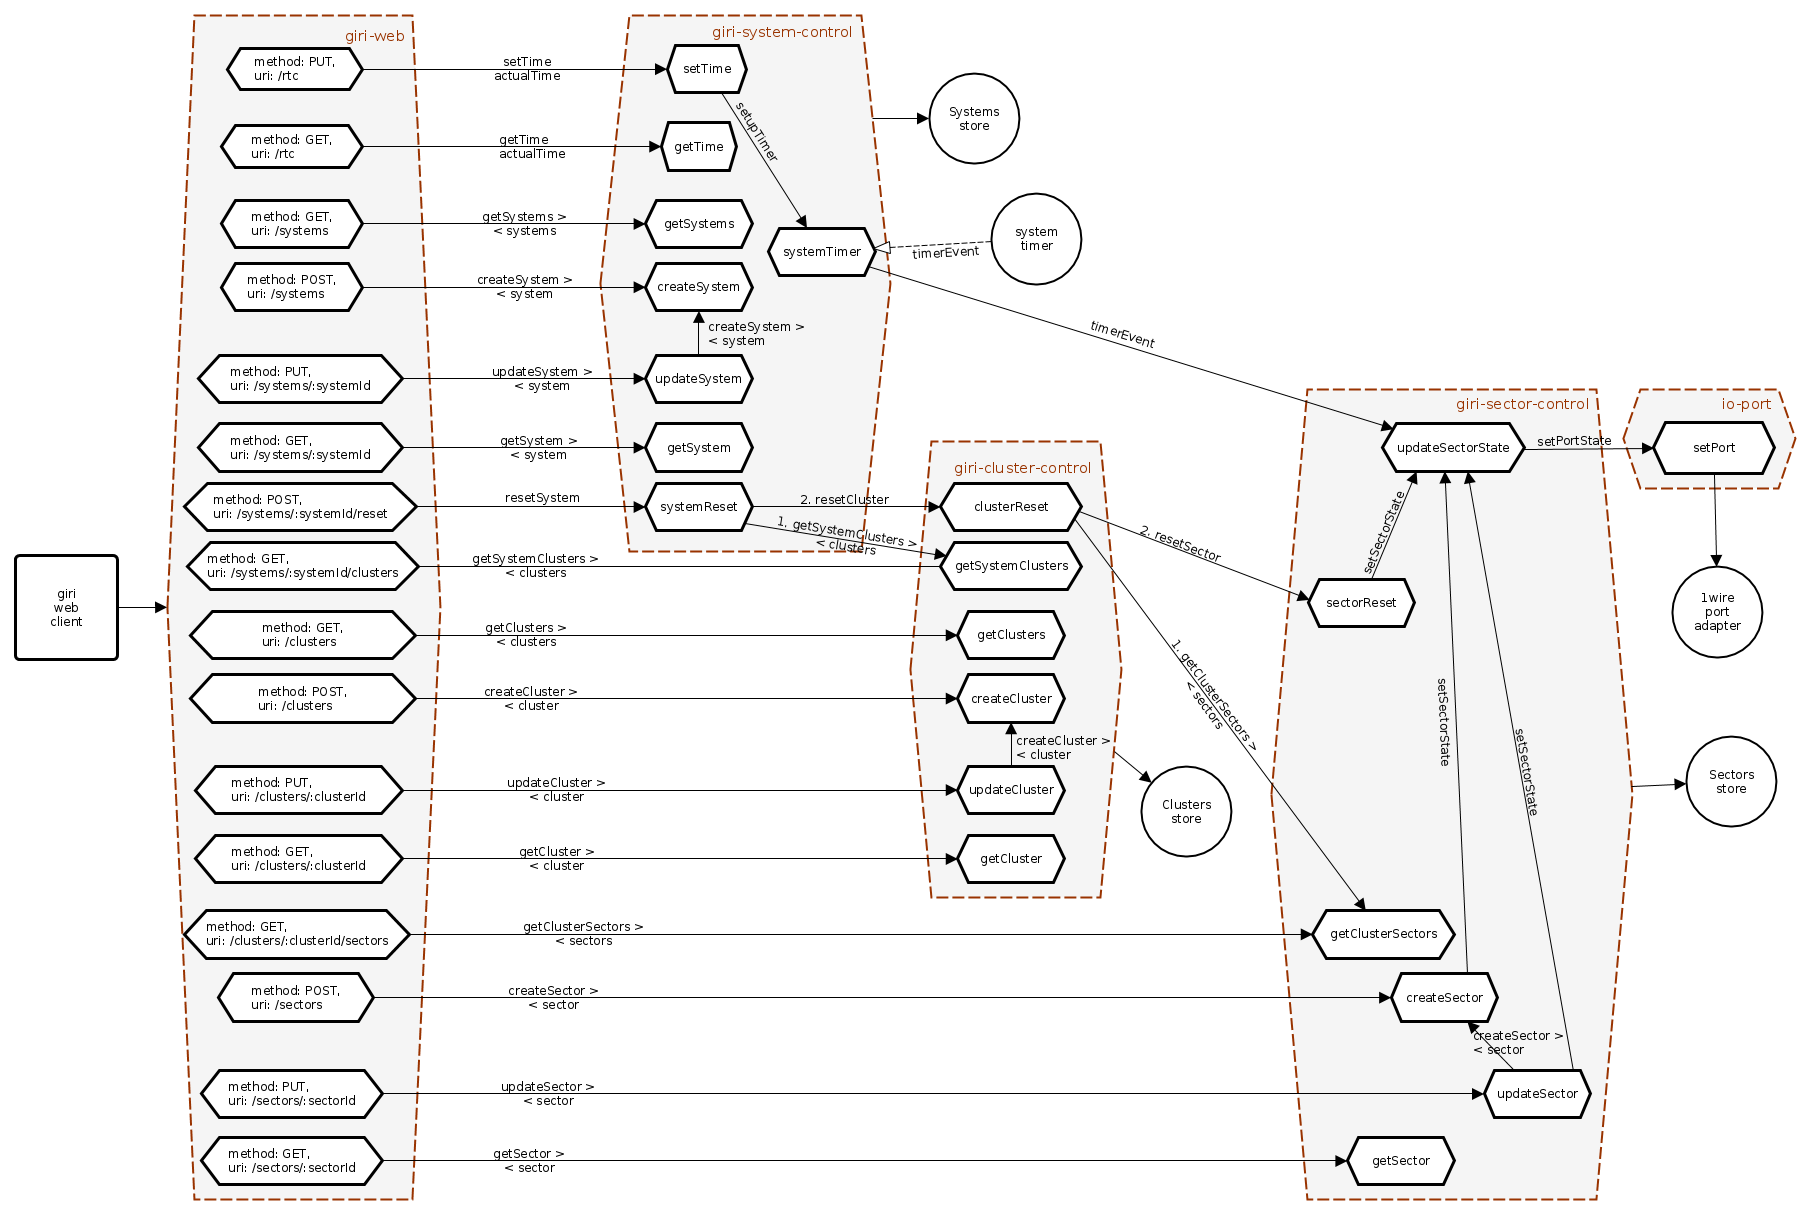 giri-web
giri-system-control
method: PUT,
uri: /rtc
setTime
actualTime
setTime
setupTimer
Systems
store
method: GET,
uri: /rtc
getTime
actualTime
getTime
method: GET,
uri: /systems
getSystems >
< systems
getSystems
systemTimer
timerEvent
system
timer
method: POST,
uri: /systems
createSystem >
< system
createSystem
createSystem >
< system
timerEvent
method: PUT,
uri: /systems/:systemId
updateSystem >
< system
updateSystem
giri-sector-control
io-port
method: GET,
uri: /systems/:systemId
getSystem >
< system
getSystem
updateSectorState
setPortState
setPort
giri-cluster-control
method: POST,
uri: /systems/:systemId/reset
resetSystem
systemReset
2. resetCluster
1. getSystemClusters >
< clusters
clusterReset
2. resetSector
setSectorState
method: GET,
uri: /systems/:systemId/clusters
getSystemClusters >
< clusters
getSystemClusters
giri
web
client
sectorReset
1wire
port
adapter
method: GET,
uri: /clusters
getClusters >
< clusters
getClusters
1. getClusterSectors >
< sectors
method: POST,
uri: /clusters
createCluster >
< cluster
createCluster
createCluster >
< cluster
setSectorState
setSectorState
method: PUT,
uri: /clusters/:clusterId
updateCluster >
< cluster
updateCluster
Clusters
store
Sectors
store
method: GET,
uri: /clusters/:clusterId
getCluster >
< cluster
getCluster
method: GET,
uri: /clusters/:clusterId/sectors
getClusterSectors >
< sectors
getClusterSectors
method: POST,
uri: /sectors
createSector >
< sector
createSector
createSector >
< sector
method: PUT,
uri: /sectors/:sectorId
updateSector >
< sector
updateSector
method: GET,
uri: /sectors/:sectorId
getSector >
< sector
getSector